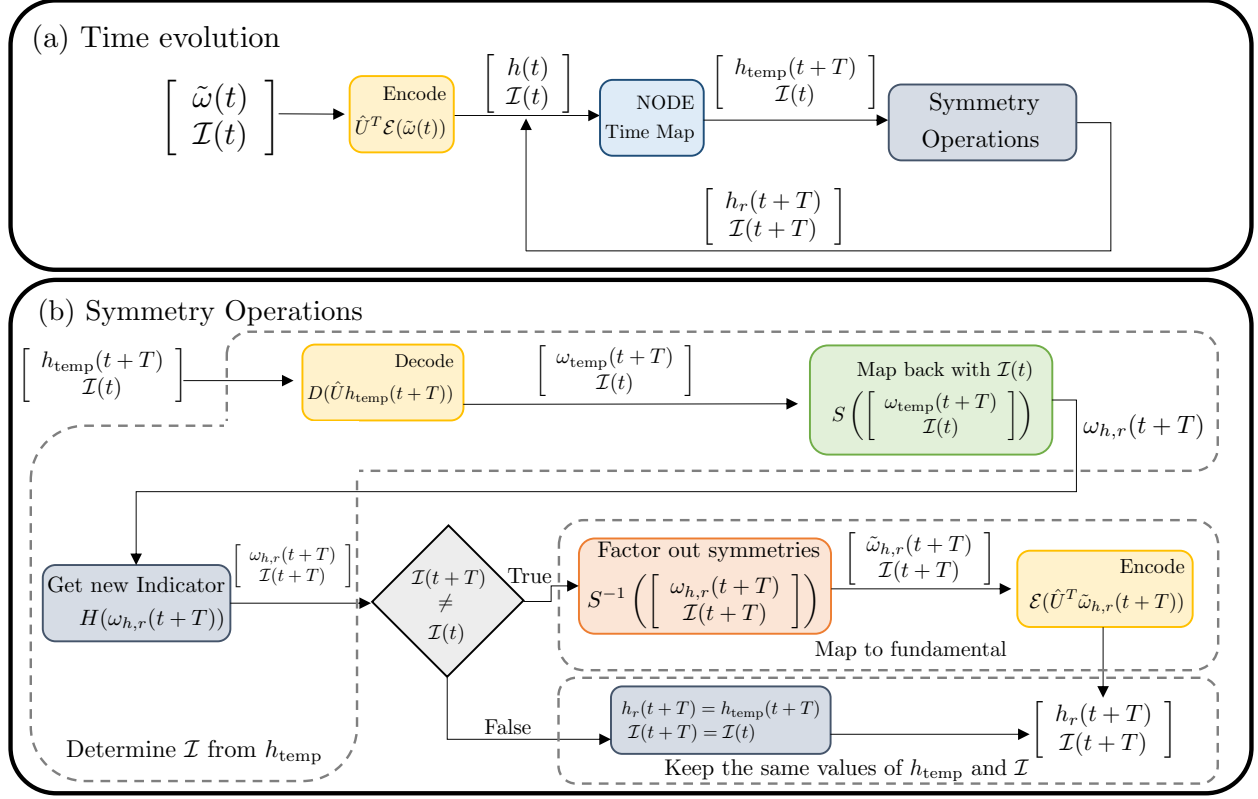 (a) Time evolution
[ ω̃(t)
I(t) ]
Encode
Û^T ℰ(ω̃(t))
[ h(t)
I(t) ]
NODE
Time Map
[ h_temp(t+T)
I(t) ]
Symmetry
Operations
[ h_r(t+T)
I(t+T) ]
(b) Symmetry Operations
[ h_temp(t+T)
I(t) ]
Decode
D(Û h_temp(t+T))
[ ω_temp(t+T)
I(t) ]
Map back with I(t)
S ( [ ω_temp(t+T)
I(t) ] )
ω_{h,r}(t+T)
Get new Indicator
H(ω_{h,r}(t+T))
[ ω_{h,r}(t+T)
I(t+T) ]
I(t+T)
≠
I(t)
True
Factor out symmetries
S^{-1} ( [ ω_{h,r}(t+T)
I(t+T) ] )
[ ω̃_{h,r}(t+T)
I(t+T) ]
Encode
ℰ(Û^T ω̃_{h,r}(t+T))
Map to fundamental
False
h_r(t+T) = h_temp(t+T)
I(t+T) = I(t)
[ h_r(t+T)
I(t+T) ]
Determine I from h_temp
Keep the same values of h_temp and I